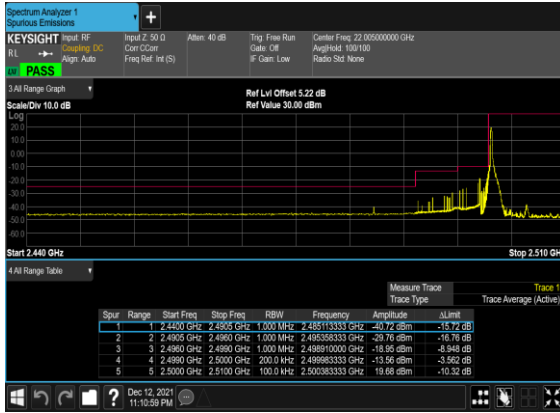 Spectrum Analyzer 1
Spurious Emissions
+
KEYSIGHT Input: RF Input Z: 50 Ω Atten: 40 dB Trig: Free Run Center Freq: 22.005000000 GHz
RL Coupling: DC Corr CCorr Gate: Off Avg|Hold: 100/100
Align: Auto Freq Ref: Int (S) IF Gain: Low Radio Std: None
LXI PASS
3 All Range Graph
Ref Lvl Offset 5.22 dB
Scale/Div 10.0 dB Ref Value 30.00 dBm
Log
20.0
10.0
0.00
-10.0
-20.0
-30.0
-40.0
-50.0
-60.0
Start 2.440 GHz Stop 2.510 GH
4 All Range Table
Measure Trace Trace 1
Trace Type Trace Average (Active)
Spur Range Start Freq Stop Freq RBW Frequency Amplitude ΔLimit
1 1 2.4400 GHz 2.4905 GHz 1.000 MHz 2.485113333 GHz -40.72 dBm -15.72 dB
2 2 2.4905 GHz 2.4960 GHz 1.000 MHz 2.495358333 GHz -29.76 dBm -16.76 dB
3 3 2.4960 GHz 2.4990 GHz 1.000 MHz 2.498910000 GHz -18.95 dBm -8.948 dB
4 4 2.4990 GHz 2.5000 GHz 200.0 kHz 2.499983333 GHz -13.56 dBm -3.562 dB
5 5 2.5000 GHz 2.5100 GHz 100.0 kHz 2.500383333 GHz 19.68 dBm -10.32 dB
? Dec 12, 2021
11:10:59 PM